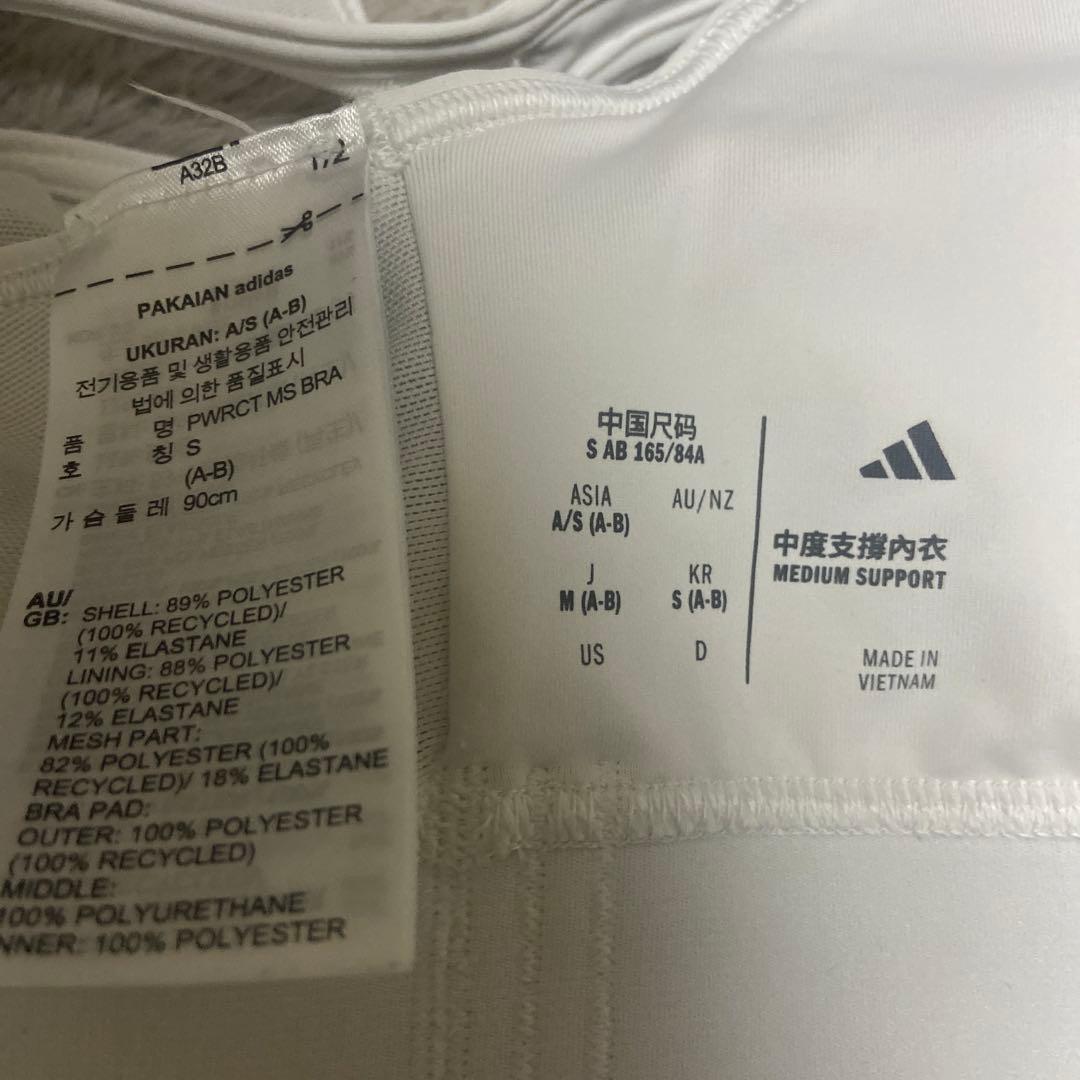 A32B
1/2
PAKAIAN adidas
UKURAN: A/S (A-B)
전기용품 및 생활용품 안전관리
법에 의한 품질표시
품 명 PWRCT MS BRA
호 칭 S
(A-B)
가 슴 둘 레 90cm
AU/
GB: SHELL: 89% POLYESTER
(100% RECYCLED)/
11% ELASTANE
LINING: 88% POLYESTER
(100% RECYCLED)/
12% ELASTANE
MESH PART:
82% POLYESTER (100%
RECYCLED)/ 18% ELASTANE
BRA PAD:
OUTER: 100% POLYESTER
(100% RECYCLED)
MIDDLE:
100% POLYURETHANE
NNER: 100% POLYESTER
中国尺码
S AB 165/84A
ASIA AU/NZ
A/S (A-B)
J KR
M (A-B) S (A-B)
US D
中度支撐內衣
MEDIUM SUPPORT
MADE IN
VIETNAM